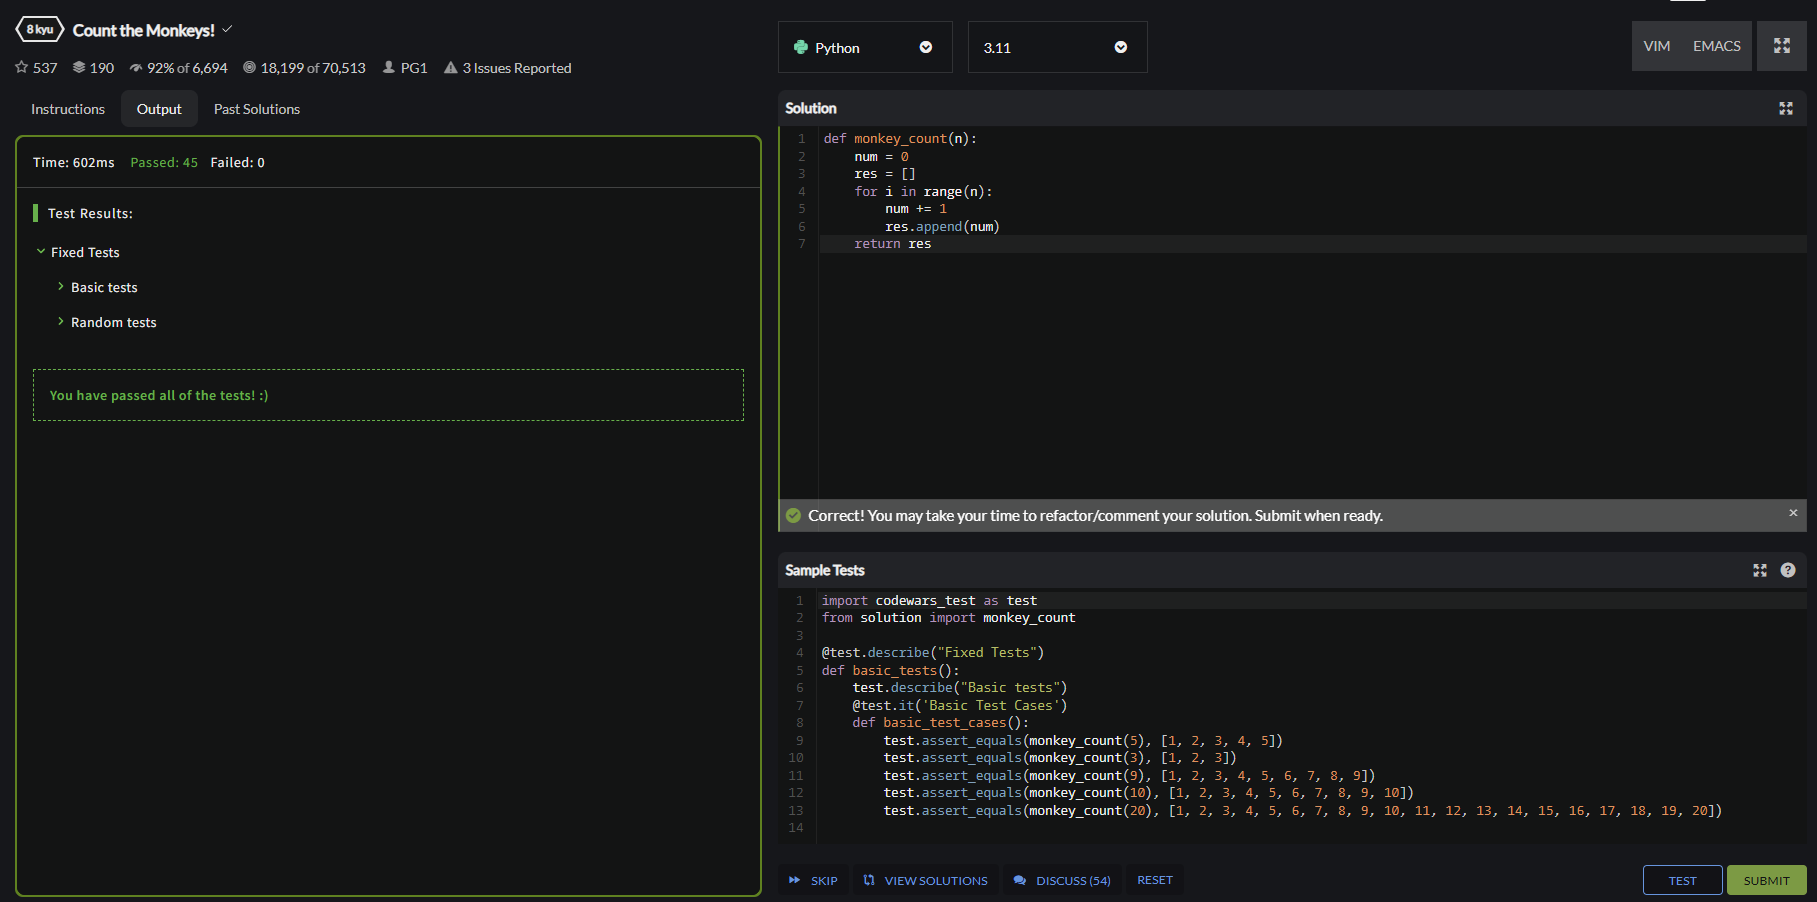 8 kyu Count the Monkeys!
537 190 92% of 6,694 18,199 of 70,513 PG1 3 Issues Reported
Instructions Output Past Solutions
Time: 602ms Passed: 45 Failed: 0
Test Results:
Fixed Tests
Basic tests
Random tests
You have passed all of the tests! :)
Python 3.11 VIM EMACS
Solution
1 def monkey_count(n):
2     num = 0
3     res = []
4     for i in range(n):
5         num += 1
6         res.append(num)
7     return res
Correct! You may take your time to refactor/comment your solution. Submit when ready. ×
Sample Tests ?
1 import codewars_test as test
2 from solution import monkey_count
3
4 @test.describe("Fixed Tests")
5 def basic_tests():
6     test.describe("Basic tests")
7     @test.it('Basic Test Cases')
8     def basic_test_cases():
9         test.assert_equals(monkey_count(5), [1, 2, 3, 4, 5])
10         test.assert_equals(monkey_count(3), [1, 2, 3])
11         test.assert_equals(monkey_count(9), [1, 2, 3, 4, 5, 6, 7, 8, 9])
12         test.assert_equals(monkey_count(10), [1, 2, 3, 4, 5, 6, 7, 8, 9, 10])
13         test.assert_equals(monkey_count(20), [1, 2, 3, 4, 5, 6, 7, 8, 9, 10, 11, 12, 13, 14, 15, 16, 17, 18, 19, 20])
14
SKIP VIEW SOLUTIONS DISCUSS (54) RESET TEST SUBMIT